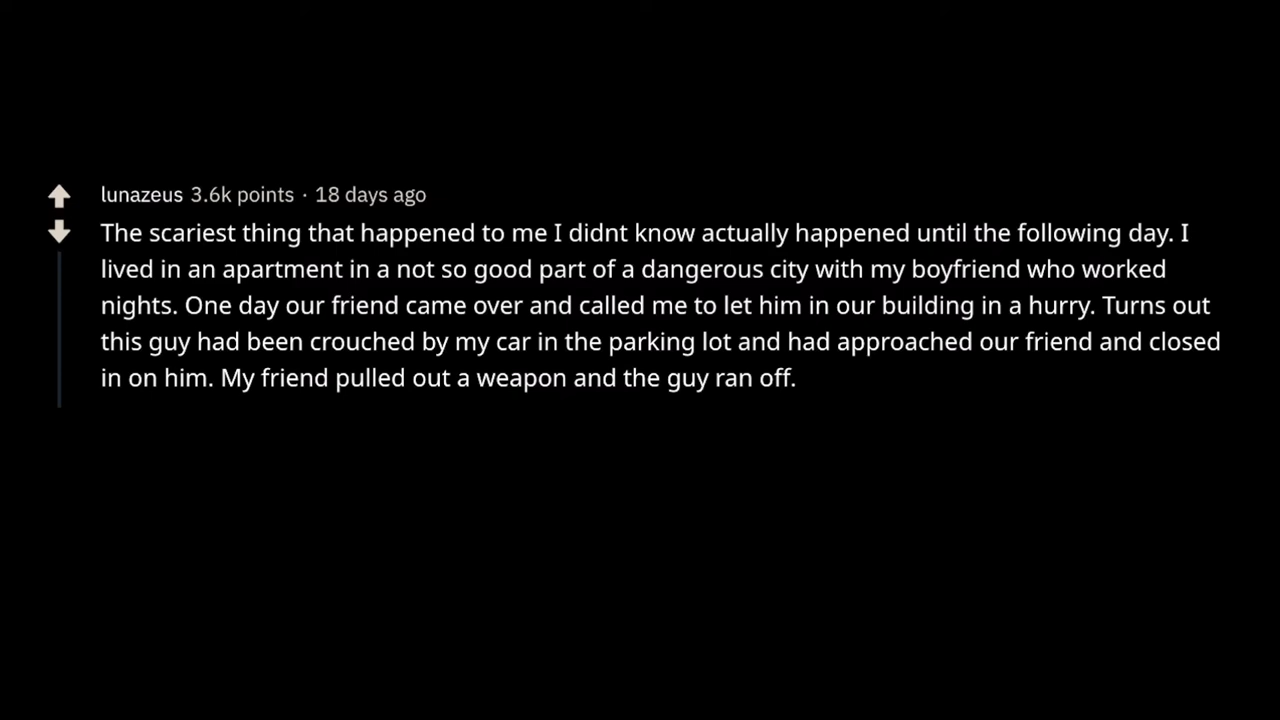 lunazeus 3.6k points · 18 days ago
The scariest thing that happened to me I didnt know actually happened until the following day. I
lived in an apartment in a not so good part of a dangerous city with my boyfriend who worked
nights. One day our friend came over and called me to let him in our building in a hurry. Turns out
this guy had been crouched by my car in the parking lot and had approached our friend and closed
in on him. My friend pulled out a weapon and the guy ran off.